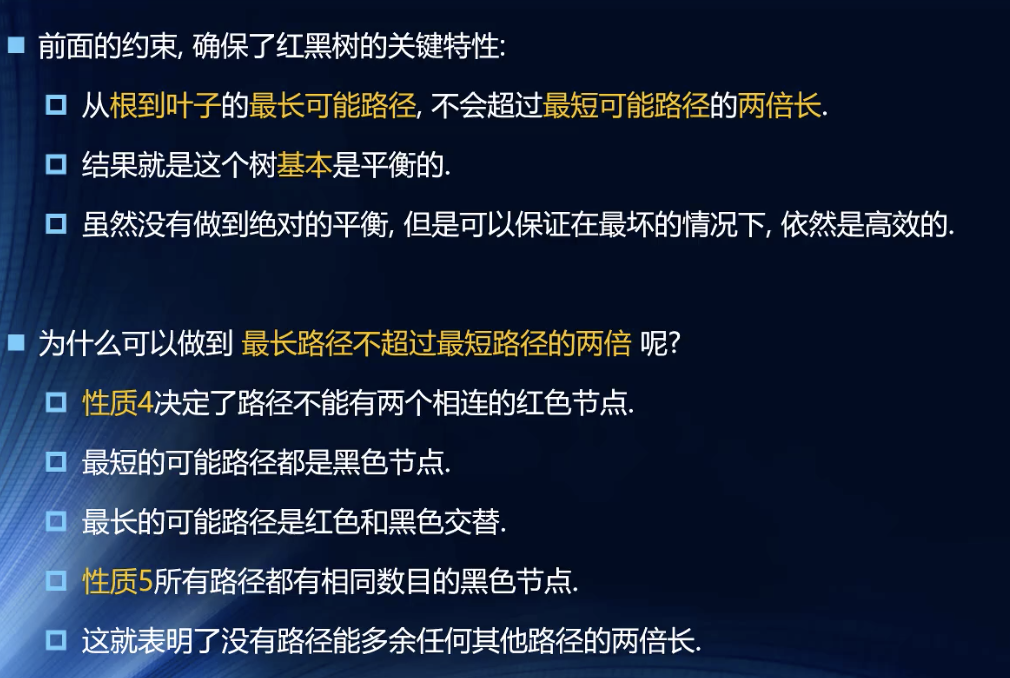 前面的约束, 确保了红黑树的关键特性:
从根到叶子的最长可能路径, 不会超过最短可能路径的两倍长.
结果就是这个树基本是平衡的.
虽然没有做到绝对的平衡, 但是可以保证在最坏的情况下, 依然是高效的.
为什么可以做到 最长路径不超过最短路径的两倍 呢?
性质4决定了路径不能有两个相连的红色节点.
最短的可能路径都是黑色节点.
最长的可能路径是红色和黑色交替.
性质5所有路径都有相同数目的黑色节点.
这就表明了没有路径能多余任何其他路径的两倍长.